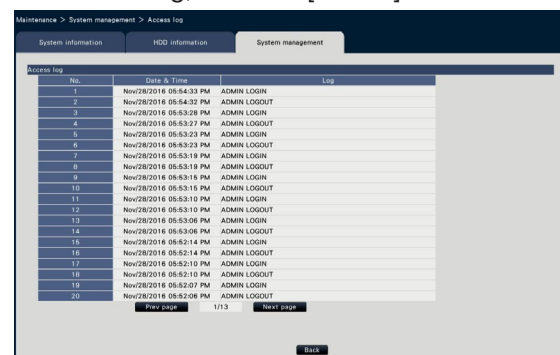 Maintenance > System management > Access log
System information HDD information System management
Access log
No. Date & Time Log
1 Nov/28/2016 05:54:33 PM ADMIN LOGIN
2 Nov/28/2016 05:54:32 PM ADMIN LOGOUT
3 Nov/28/2016 05:53:28 PM ADMIN LOGIN
4 Nov/28/2016 05:53:27 PM ADMIN LOGOUT
5 Nov/28/2016 05:53:23 PM ADMIN LOGIN
6 Nov/28/2016 05:53:23 PM ADMIN LOGOUT
7 Nov/28/2016 05:53:19 PM ADMIN LOGIN
8 Nov/28/2016 05:53:19 PM ADMIN LOGOUT
9 Nov/28/2016 05:53:15 PM ADMIN LOGIN
10 Nov/28/2016 05:53:15 PM ADMIN LOGOUT
11 Nov/28/2016 05:53:10 PM ADMIN LOGIN
12 Nov/28/2016 05:53:10 PM ADMIN LOGOUT
13 Nov/28/2016 05:53:06 PM ADMIN LOGIN
14 Nov/28/2016 05:53:06 PM ADMIN LOGOUT
15 Nov/28/2016 05:52:14 PM ADMIN LOGIN
16 Nov/28/2016 05:52:14 PM ADMIN LOGOUT
17 Nov/28/2016 05:52:10 PM ADMIN LOGIN
18 Nov/28/2016 05:52:10 PM ADMIN LOGOUT
19 Nov/28/2016 05:52:07 PM ADMIN LOGIN
20 Nov/28/2016 05:52:06 PM ADMIN LOGOUT
Prev page 1/13 Next page
Back